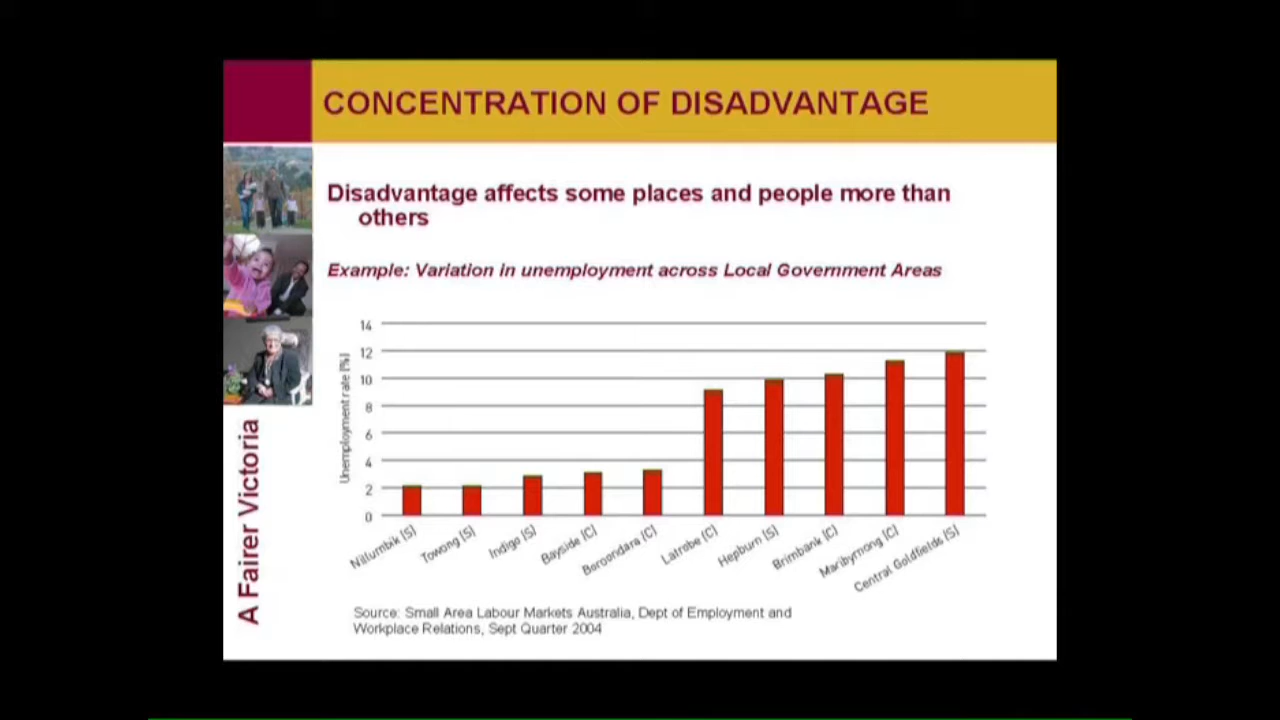 CONCENTRATION OF DISADVANTAGE
Disadvantage affects some places and people more than
others
Example: Variation in unemployment across Local Government Areas
Unemployment rate [%]
14
12
10
8
6
4
2
0
Nillumbik [S]
Towong [S]
Indigo [S]
Bayside [C]
Boroondara [C]
Latrobe [C]
Hepburn [S]
Brimbank [C]
Maribyrnong [C]
Central Goldfields [S]
A Fairer Victoria
Source: Small Area Labour Markets Australia, Dept of Employment and
Workplace Relations, Sept Quarter 2004